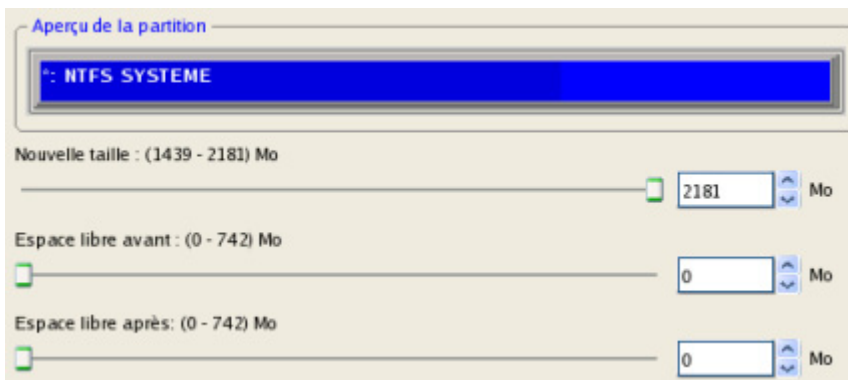 Aperçu de la partition
*: NTFS SYSTEME
Nouvelle taille : (1439 - 2181) Mo
2181 Mo
Espace libre avant : (0 - 742) Mo
0 Mo
Espace libre après: (0 - 742) Mo
0 Mo